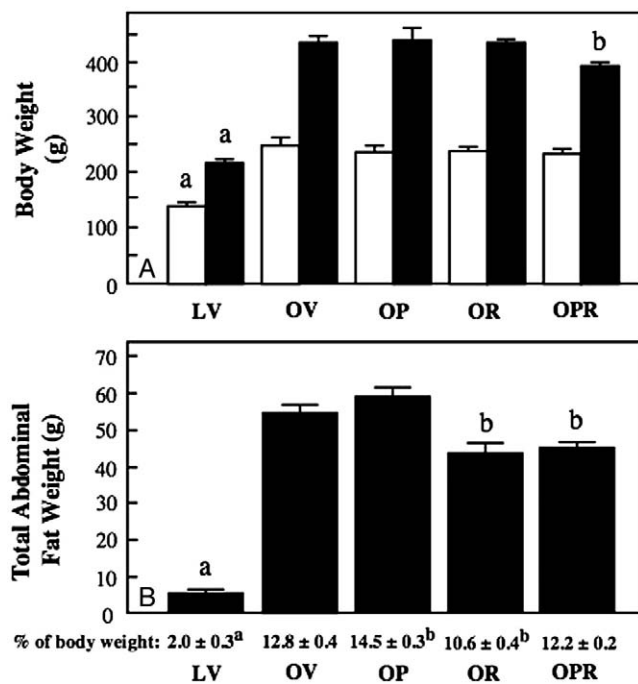 Body Weight
(g)
400
300
250
200
100
0
a
a
b
A
LV OV OP OR OPR
Total Abdominal
Fat Weight (g)
70
60
50
40
30
20
10
0
a
b
b
B
% of body weight: 2.0 ± 0.3ᵃ 12.8 ± 0.4 14.5 ± 0.3ᵇ 10.6 ± 0.4ᵇ 12.2 ± 0.2
LV OV OP OR OPR